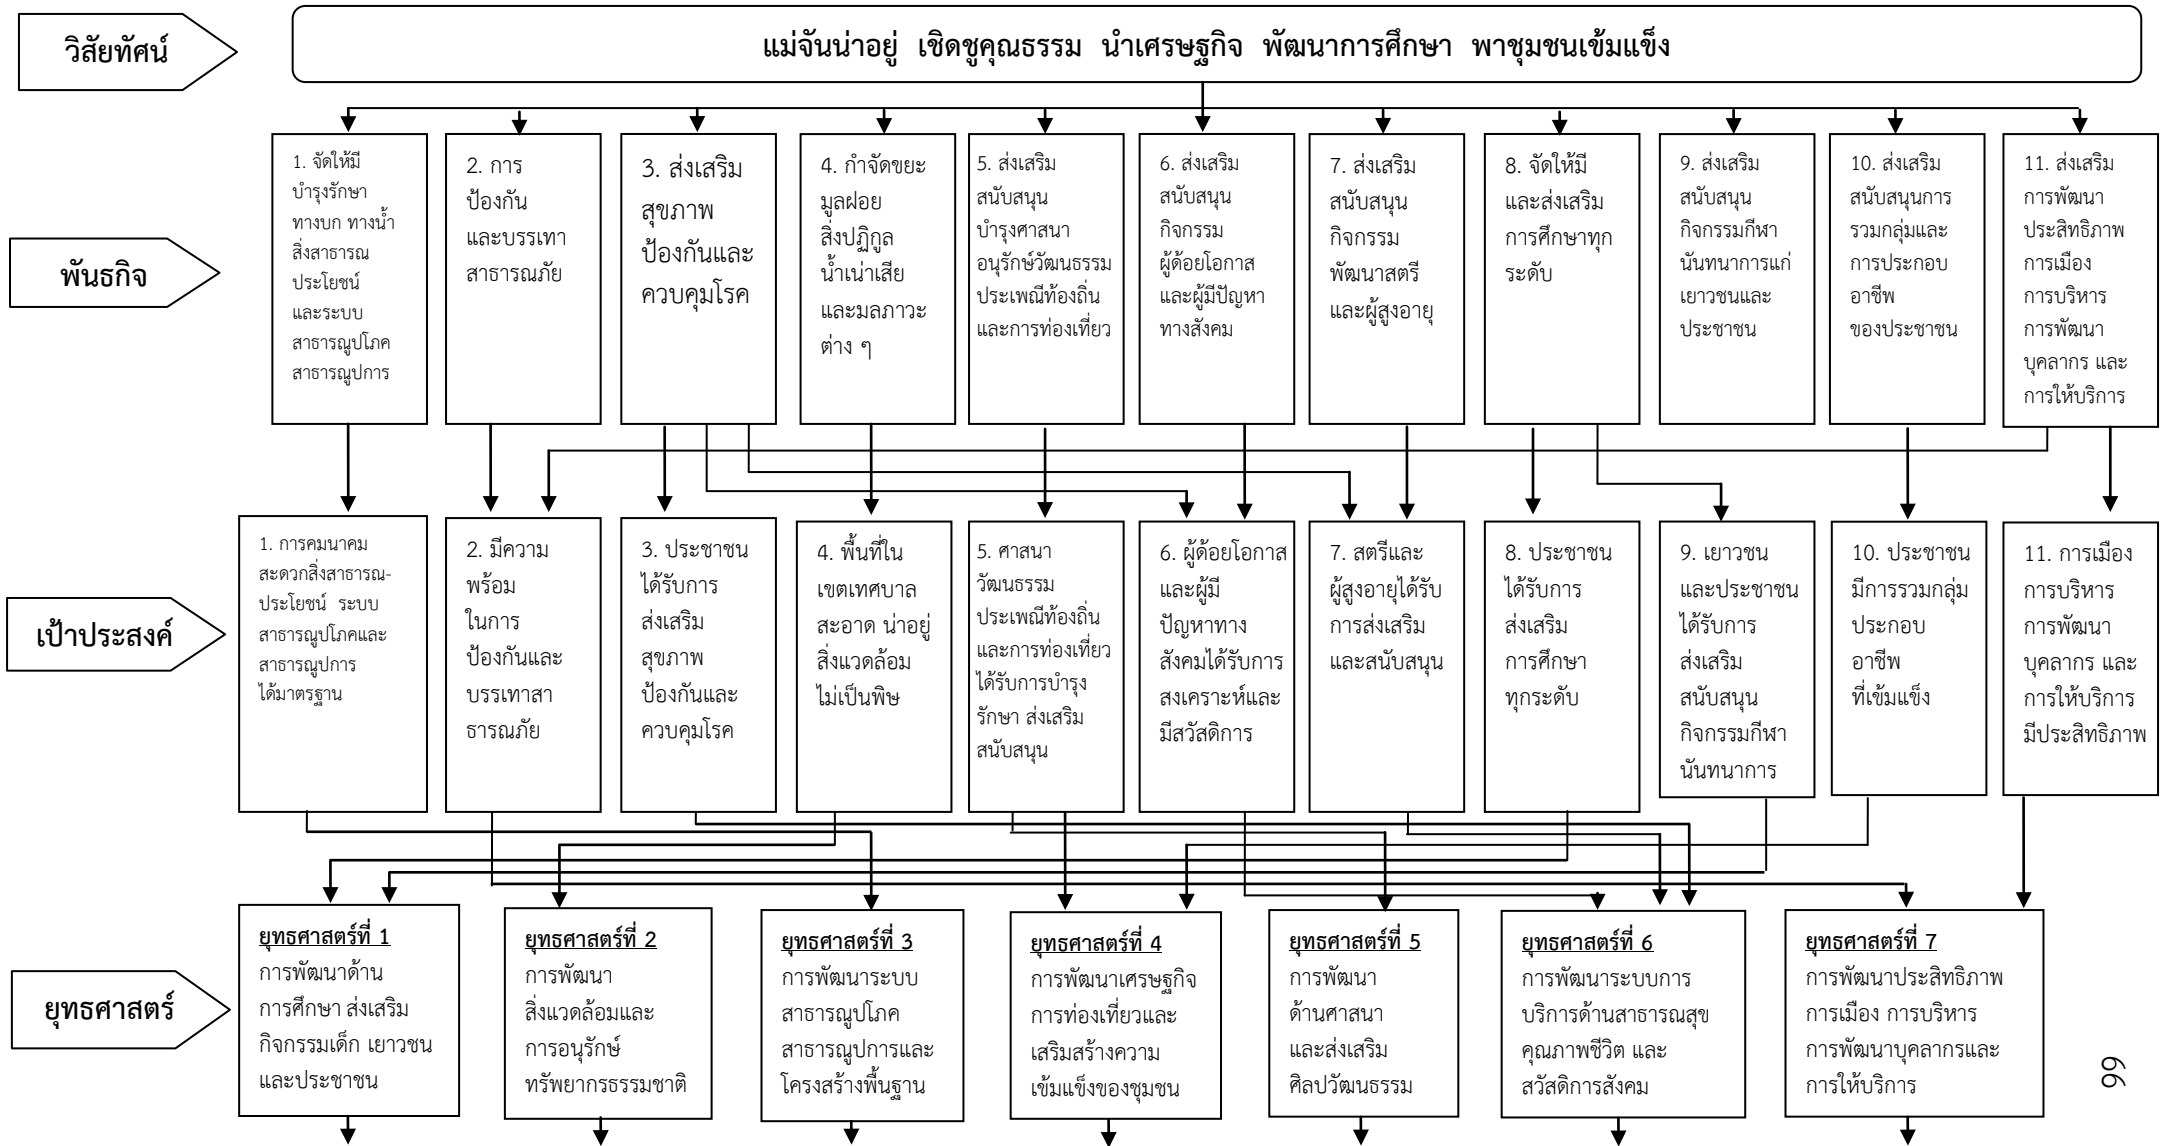 วิสัยทัศน์
แม่จันน่าอยู่ เชิดชูคุณธรรม นำเศรษฐกิจ พัฒนาการศึกษา พาชุมชนเข้มแข็ง
พันธกิจ
1. จัดให้มี
บำรุงรักษา
ทางบก ทางน้ำ
สิ่งสาธารณ
ประโยชน์
และระบบ
สาธารณูปโภค
สาธารณูปการ
2. การ
ป้องกัน
และบรรเทา
สาธารณภัย
3. ส่งเสริม
สุขภาพ
ป้องกันและ
ควบคุมโรค
4. กำจัดขยะ
มูลฝอย
สิ่งปฏิกูล
น้ำเน่าเสีย
และมลภาวะ
ต่าง ๆ
5. ส่งเสริม
สนับสนุน
บำรุงศาสนา
อนุรักษ์วัฒนธรรม
ประเพณีท้องถิ่น
และการท่องเที่ยว
6. ส่งเสริม
สนับสนุน
กิจกรรม
ผู้ด้อยโอกาส
และผู้มีปัญหา
ทางสังคม
7. ส่งเสริม
สนับสนุน
กิจกรรม
พัฒนาสตรี
และผู้สูงอายุ
8. จัดให้มี
และส่งเสริม
การศึกษาทุก
ระดับ
9. ส่งเสริม
สนับสนุน
กิจกรรมกีฬา
นันทนาการแก่
เยาวชนและ
ประชาชน
10. ส่งเสริม
สนับสนุนการ
รวมกลุ่มและ
การประกอบ
อาชีพ
ของประชาชน
11. ส่งเสริม
การพัฒนา
ประสิทธิภาพ
การเมือง
การบริหาร
การพัฒนา
บุคลากร และ
การให้บริการ
เป้าประสงค์
1. การคมนาคม
สะดวกสิ่งสาธารณ-
ประโยชน์ ระบบ
สาธารณูปโภคและ
สาธารณูปการ
ได้มาตรฐาน
2. มีความ
พร้อม
ในการ
ป้องกันและ
บรรเทาสา
ธารณภัย
3. ประชาชน
ได้รับการ
ส่งเสริม
สุขภาพ
ป้องกันและ
ควบคุมโรค
4. พื้นที่ใน
เขตเทศบาล
สะอาด น่าอยู่
สิ่งแวดล้อม
ไม่เป็นพิษ
5. ศาสนา
วัฒนธรรม
ประเพณีท้องถิ่น
และการท่องเที่ยว
ได้รับการบำรุง
รักษา ส่งเสริม
สนับสนุน
6. ผู้ด้อยโอกาส
และผู้มี
ปัญหาทาง
สังคมได้รับการ
สงเคราะห์และ
มีสวัสดิการ
7. สตรีและ
ผู้สูงอายุได้รับ
การส่งเสริม
และสนับสนุน
8. ประชาชน
ได้รับการ
ส่งเสริม
การศึกษา
ทุกระดับ
9. เยาวชน
และประชาชน
ได้รับการ
ส่งเสริม
สนับสนุน
กิจกรรมกีฬา
นันทนาการ
10. ประชาชน
มีการรวมกลุ่ม
ประกอบ
อาชีพ
ที่เข้มแข็ง
11. การเมือง
การบริหาร
การพัฒนา
บุคลากร และ
การให้บริการ
มีประสิทธิภาพ
ยุทธศาสตร์
ยุทธศาสตร์ที่ 1
การพัฒนาด้าน
การศึกษา ส่งเสริม
กิจกรรมเด็ก เยาวชน
และประชาชน
ยุทธศาสตร์ที่ 2
การพัฒนา
สิ่งแวดล้อมและ
การอนุรักษ์
ทรัพยากรธรรมชาติ
ยุทธศาสตร์ที่ 3
การพัฒนาระบบ
สาธารณูปโภค
สาธารณูปการและ
โครงสร้างพื้นฐาน
ยุทธศาสตร์ที่ 4
การพัฒนาเศรษฐกิจ
การท่องเที่ยวและ
เสริมสร้างความ
เข้มแข็งของชุมชน
ยุทธศาสตร์ที่ 5
การพัฒนา
ด้านศาสนา
และส่งเสริม
ศิลปวัฒนธรรม
ยุทธศาสตร์ที่ 6
การพัฒนาระบบการ
บริการด้านสาธารณสุข
คุณภาพชีวิต และ
สวัสดิการสังคม
ยุทธศาสตร์ที่ 7
การพัฒนาประสิทธิภาพ
การเมือง การบริหาร
การพัฒนาบุคลากรและ
การให้บริการ
66